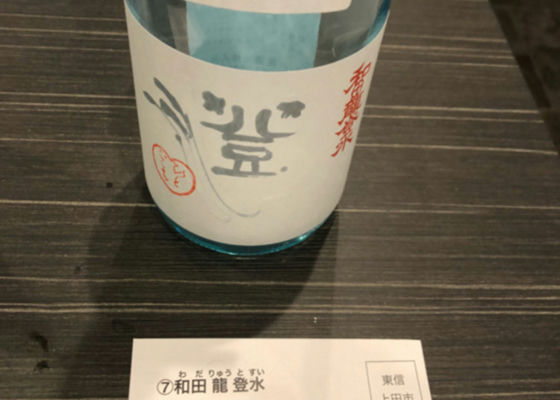 和田龍登水
登
わ だ りゅう と すい
⑦和田 龍 登水
東信
上田市